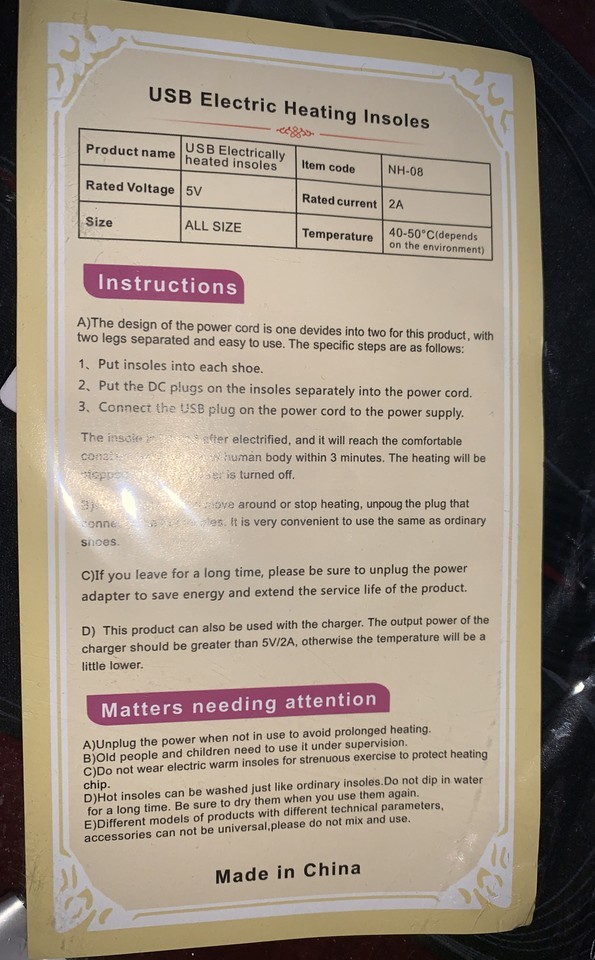 USB Electric Heating Insoles
Product name
USB Electrically
heated insoles
Item code
NH-08
Rated Voltage
5V
Rated current
2A
Size
ALL SIZE
Temperature
40-50°C(depends
on the environment)
Instructions
A)The design of the power cord is one devides into two for this product, with
two legs separated and easy to use. The specific steps are as follows:
1、Put insoles into each shoe.
2、Put the DC plugs on the insoles separately into the power cord.
3、Connect the USB plug on the power cord to the power supply.
The insole after electrified, and it will reach the comfortable
human body within 3 minutes. The heating will be
stopped is turned off.
B) move around or stop heating, unpoug the plug that
It is very convenient to use the same as ordinary
shoes.
C)If you leave for a long time, please be sure to unplug the power
adapter to save energy and extend the service life of the product.
D) This product can also be used with the charger. The output power of the
charger should be greater than 5V/2A, otherwise the temperature will be a
little lower.
Matters needing attention
A)Unplug the power when not in use to avoid prolonged heating.
B)Old people and children need to use it under supervision.
C)Do not wear electric warm insoles for strenuous exercise to protect heating
chip.
D)Hot insoles can be washed just like ordinary insoles.Do not dip in water
for a long time. Be sure to dry them when you use them again.
E)Different models of products with different technical parameters,
accessories can not be universal,please do not mix and use.
Made in China